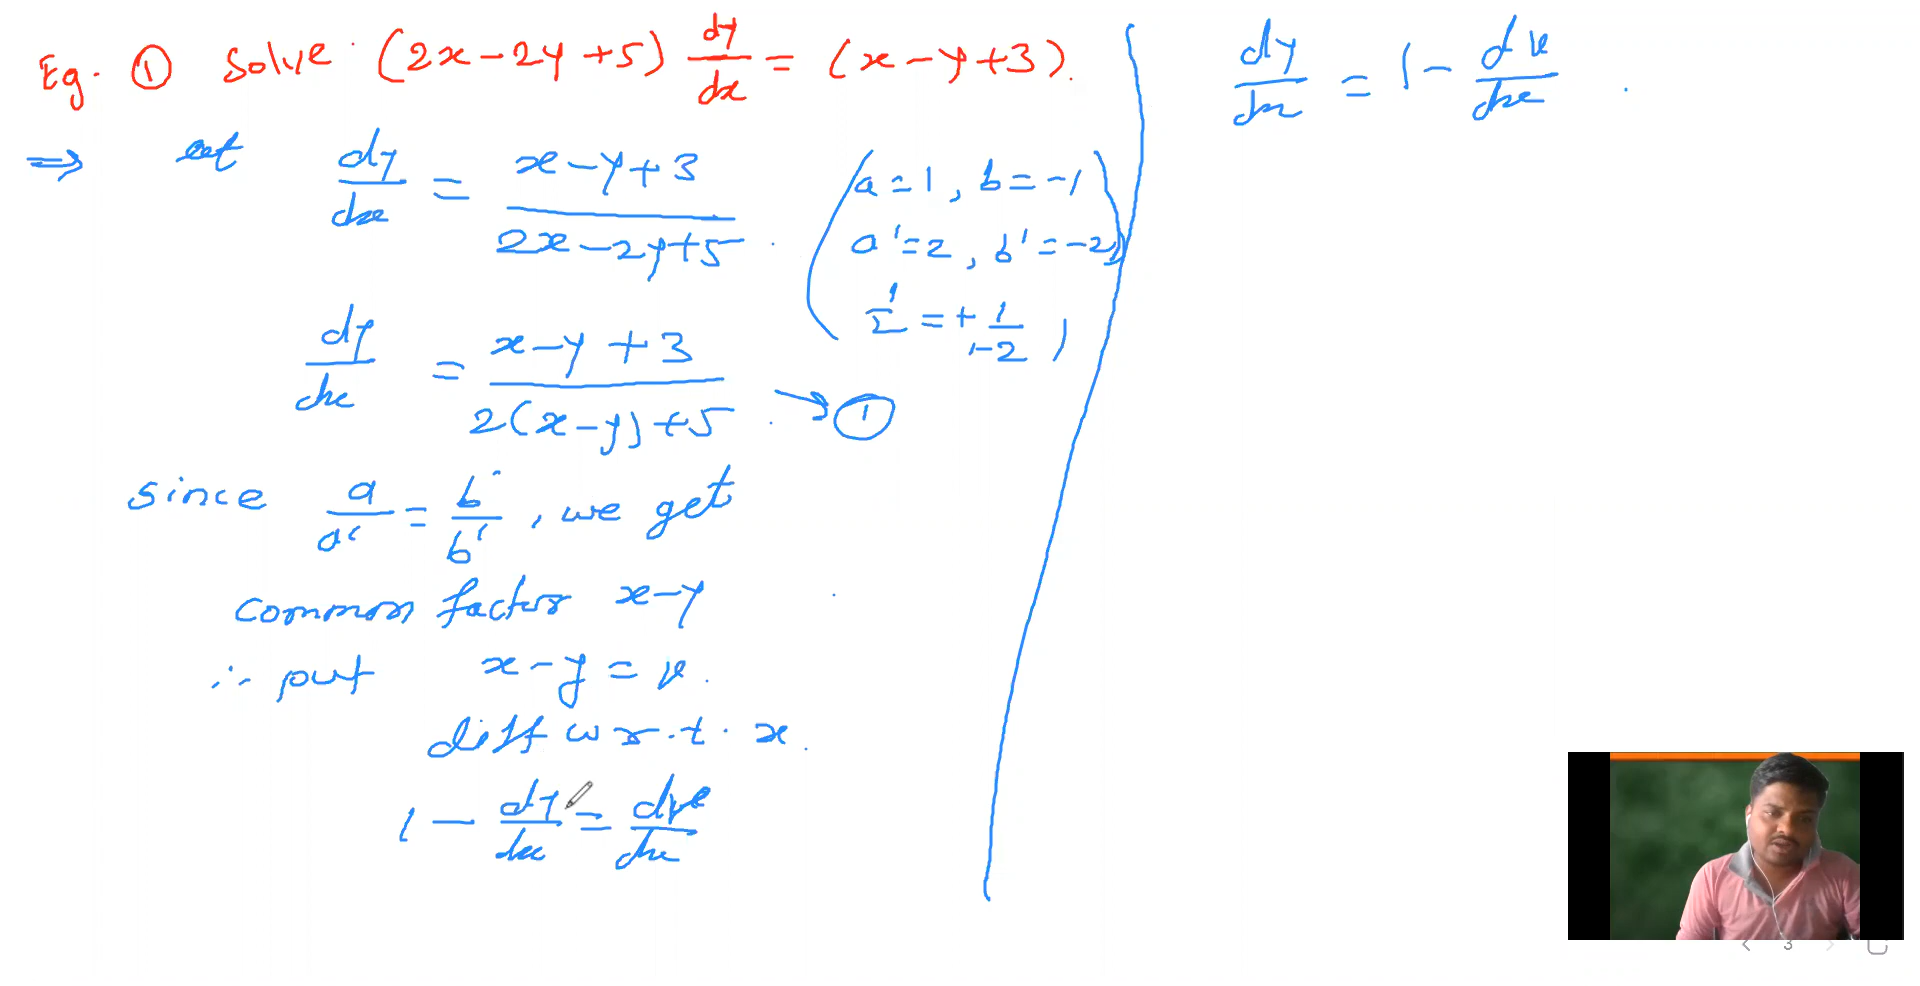 Eg. ① Solve (2x-2y+5) dy/dx = (x-y+3).
⇒ let dy/dx = x-y+3 / 2x-2y+5 .
(a=1, b=-1)
a'=2, b'=-2)
1/2 = + 1/+2 )
dy/dx = x-y+3 / 2(x-y)+5 . → ①
since a/a' = b/b', we get
common factor x-y
∴ put x-y = v.
diff w.r.t. x.
1 - dy/dx = dv/dx
dy/dx = 1 - dv/dx .
3